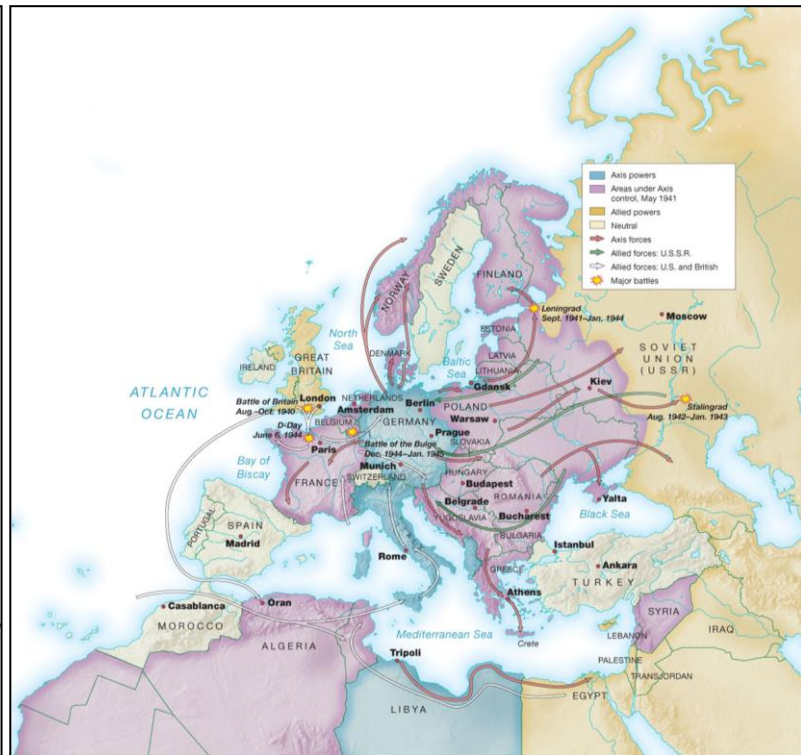 Axis powers
Areas under Axis
control, May 1941
Allied powers
Neutral
Axis forces
Allied forces: U.S.S.R.
Allied forces: U.S. and British
Major battles
NORWAY
SWEDEN
FINLAND
Leningrad
Sept. 1941–Jan. 1944
Moscow
North
Sea
ESTONIA
SOVIET
UNION
(USSR)
DENMARK
LATVIA
Baltic
Sea
LITHUANIA
IRELAND
GREAT
BRITAIN
Gdansk
Kiev
ATLANTIC
OCEAN
NETHERLANDS
Berlin
POLAND
Stalingrad
Aug. 1942–Jan. 1943
Battle of Britain
Aug.–Oct. 1940
London
Amsterdam
GERMANY
Warsaw
BELGIUM
D-Day
June 6, 1944
Prague
SLOVAKIA
Battle of the Bulge
Dec. 1944–Jan. 1945
Paris
Munich
Bay of
Biscay
SWITZERLAND
HUNGARY
Budapest
FRANCE
ROMANIA
Belgrade
Yalta
YUGOSLAVIA
Bucharest
Black Sea
PORTUGAL
SPAIN
Madrid
BULGARIA
Istanbul
Rome
Ankara
TURKEY
GREECE
Athens
Casablanca
Oran
SYRIA
MOROCCO
Mediterranean Sea
Crete
LEBANON
IRAQ
ALGERIA
Tripoli
PALESTINE
TRANSJORDAN
EGYPT
LIBYA